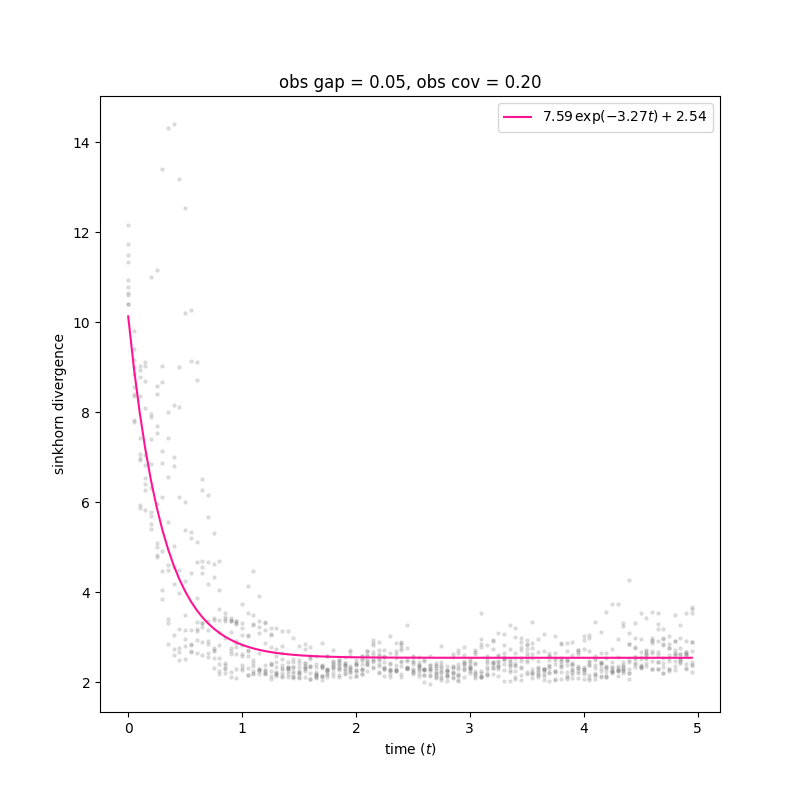 obs gap = 0.05, obs cov = 0.20
7.59 exp(−3.27t) + 2.54
sinkhorn divergence
14
12
10
8
6
4
2
0 1 2 3 4 5
time (t)